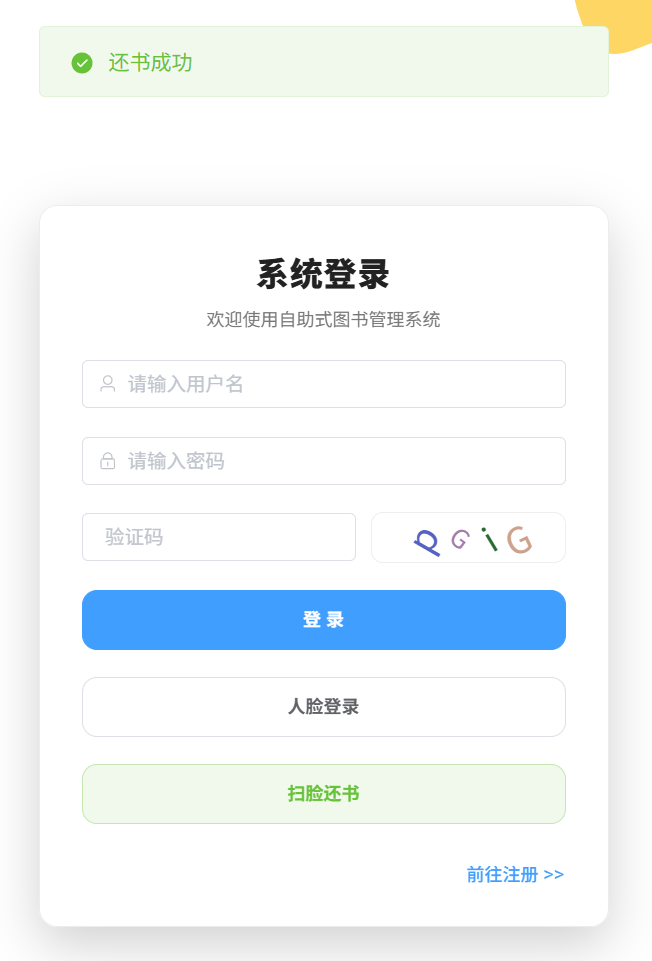 还书成功
系统登录
欢迎使用自助式图书管理系统
请输入用户名
请输入密码
验证码
登 录
人脸登录
扫脸还书
前往注册 >>